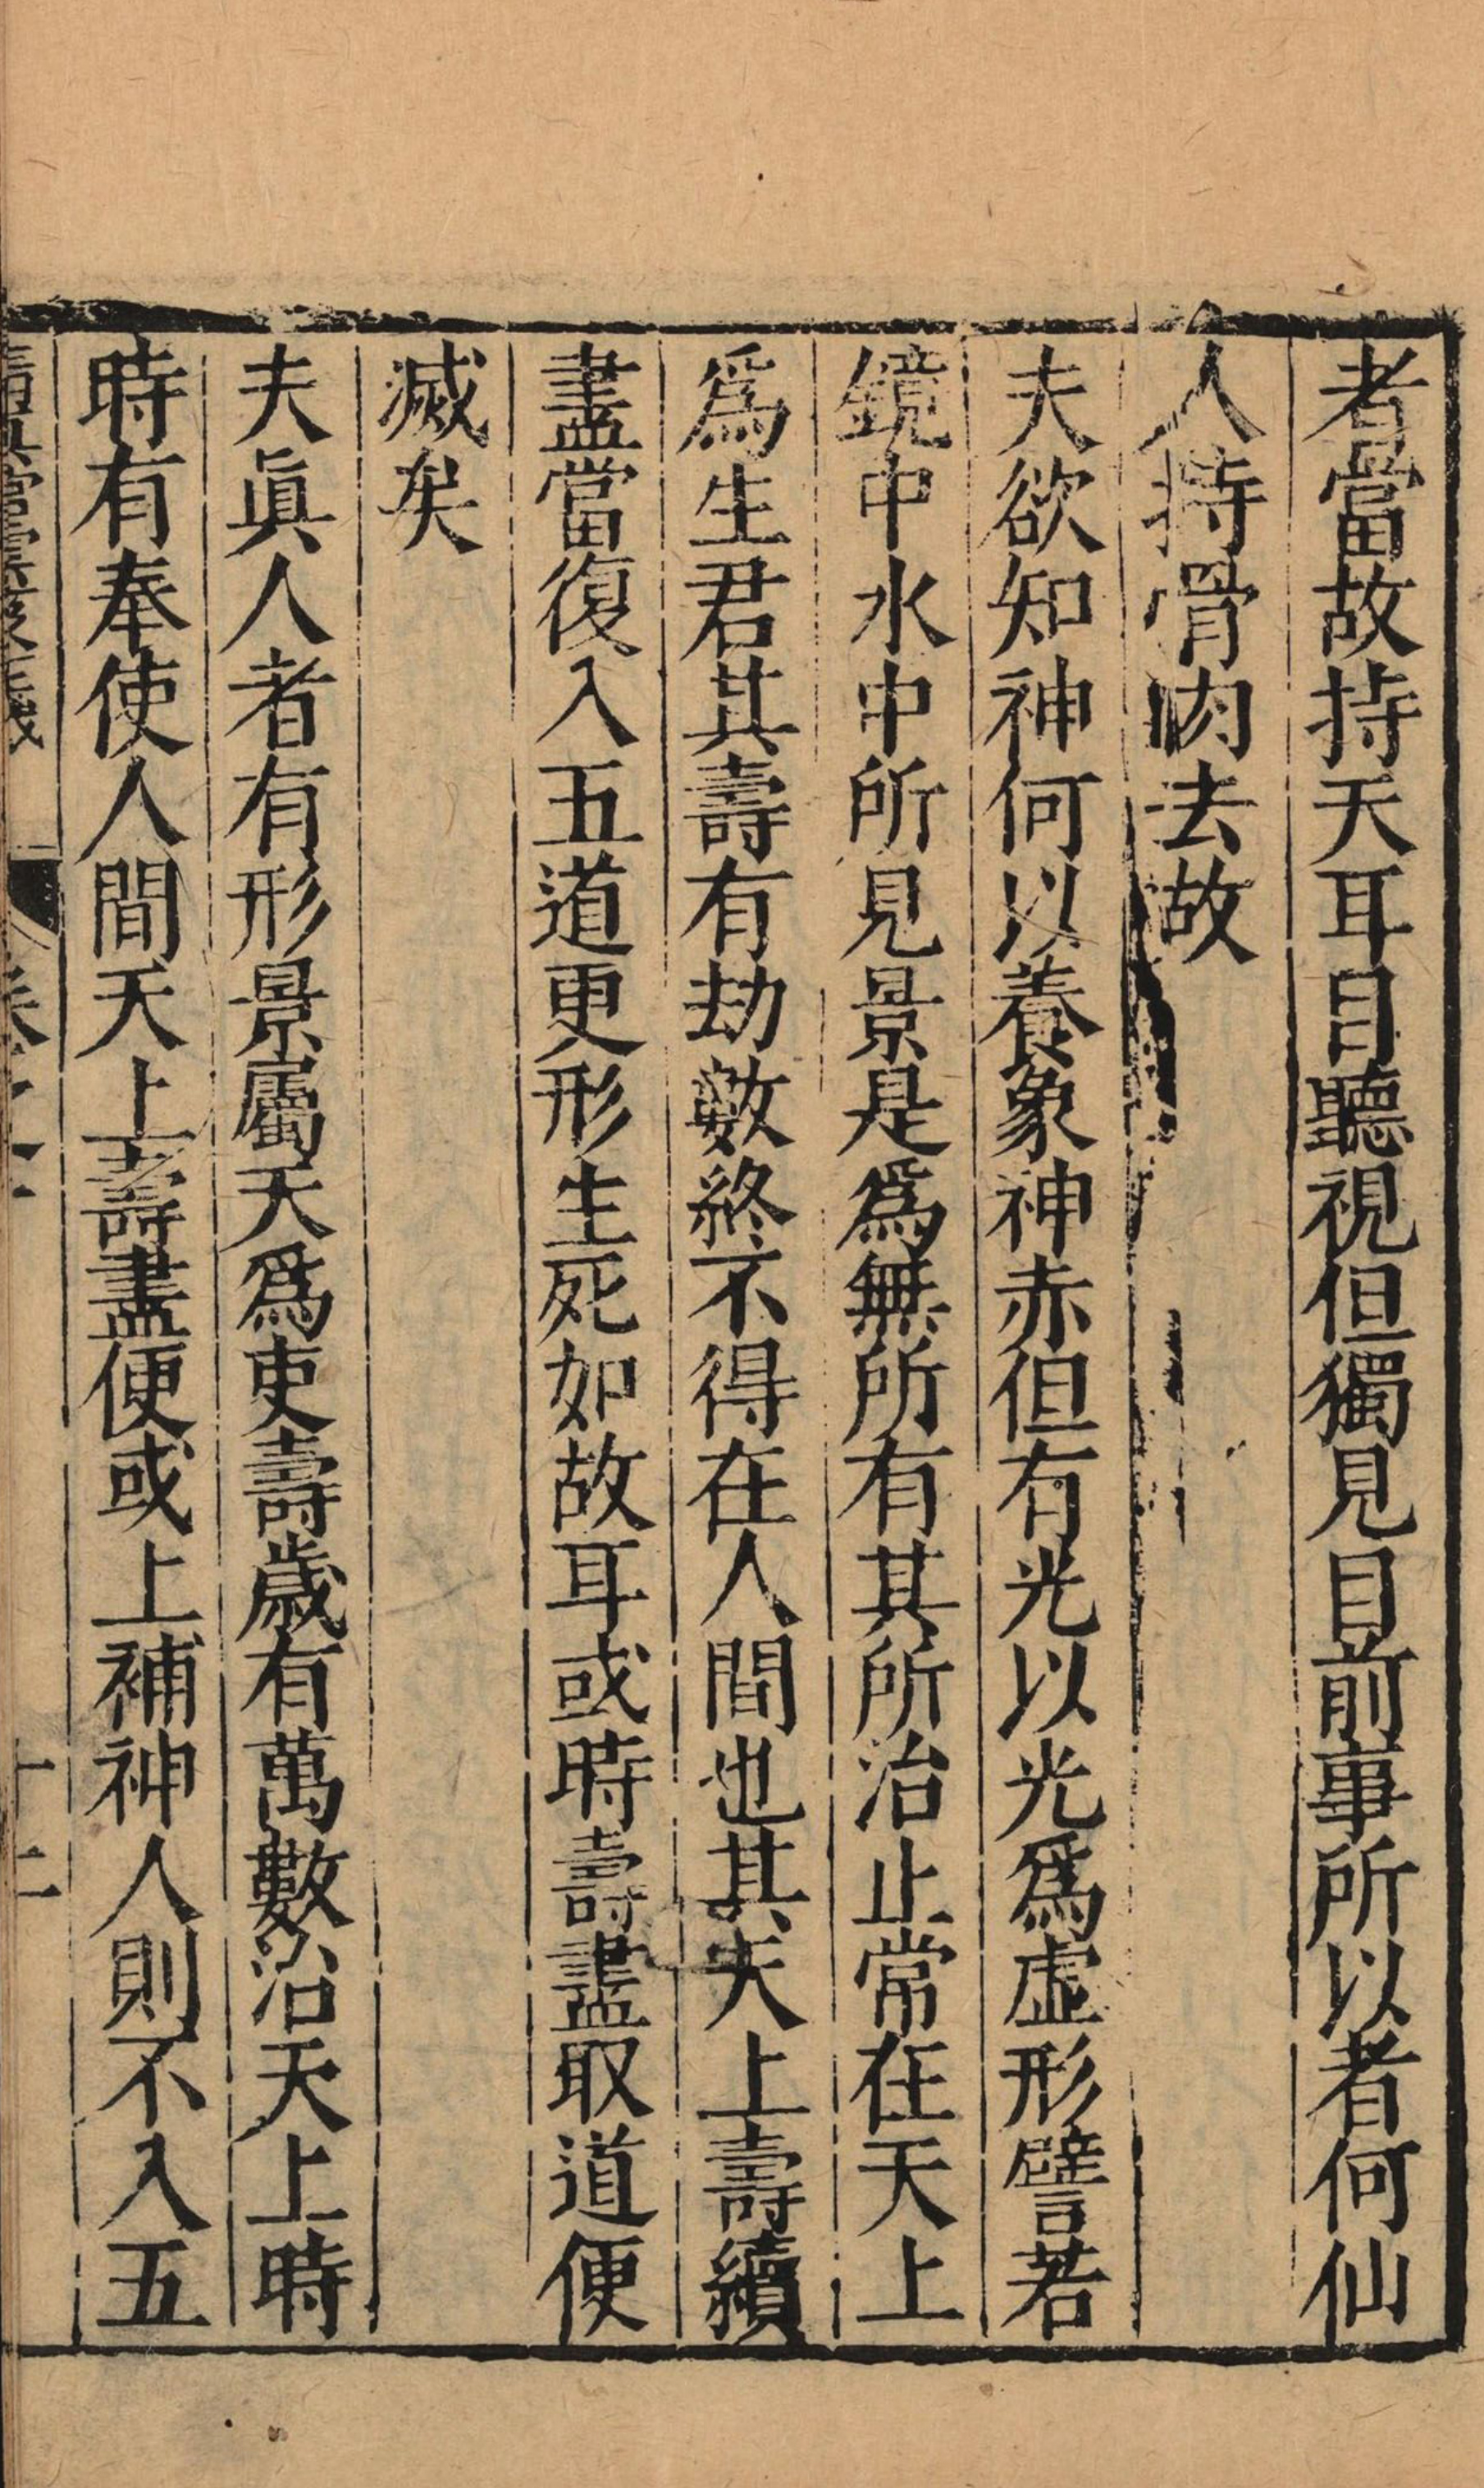 者當故持天耳目聽視但獨見目前事所以者何仙
人持骨肉去故
夫欲知神何以養象神赤但有光以光爲虛形譬若
鏡中水中所見景是爲無所有其所治止常在天上
爲生君其壽有劫數終不得在人間也其天上壽續
盡當復入五道更形生死如故耳或時壽盡取道便
滅矣
夫眞人者有形景屬天爲吏壽歲有萬數治天上時
時有奉使人間天上壽盡便或上補神人則不入五
十二